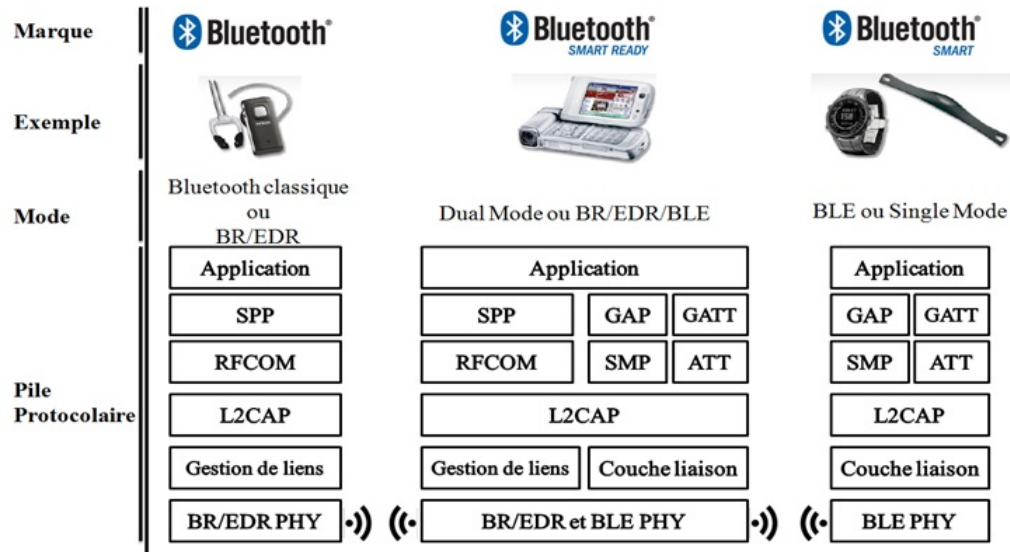 Marque
Bluetooth®
Bluetooth®
SMART READY
Bluetooth®
SMART
Exemple
Mode
Bluetooth classique
ou
BR/EDR
Dual Mode ou BR/EDR/BLE
BLE ou Single Mode
Pile
Protocolaire
Application
Application
Application
SPP
SPP
GAP
GATT
GAP
GATT
RFCOM
RFCOM
SMP
ATT
SMP
ATT
L2CAP
L2CAP
L2CAP
Gestion de liens
Gestion de liens
Couche liaison
Couche liaison
BR/EDR PHY
BR/EDR et BLE PHY
BLE PHY